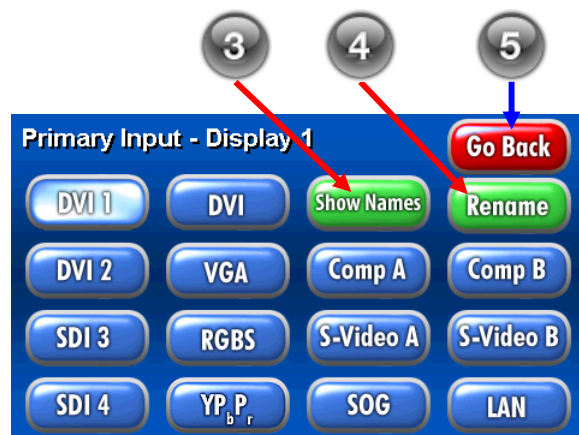 3 4 5
Primary Input - Display 1 Go Back
DVI 1 DVI Show Names Rename
DVI 2 VGA Comp A Comp B
SDI 3 RGBS S-Video A S-Video B
SDI 4 YPbPr SOG LAN